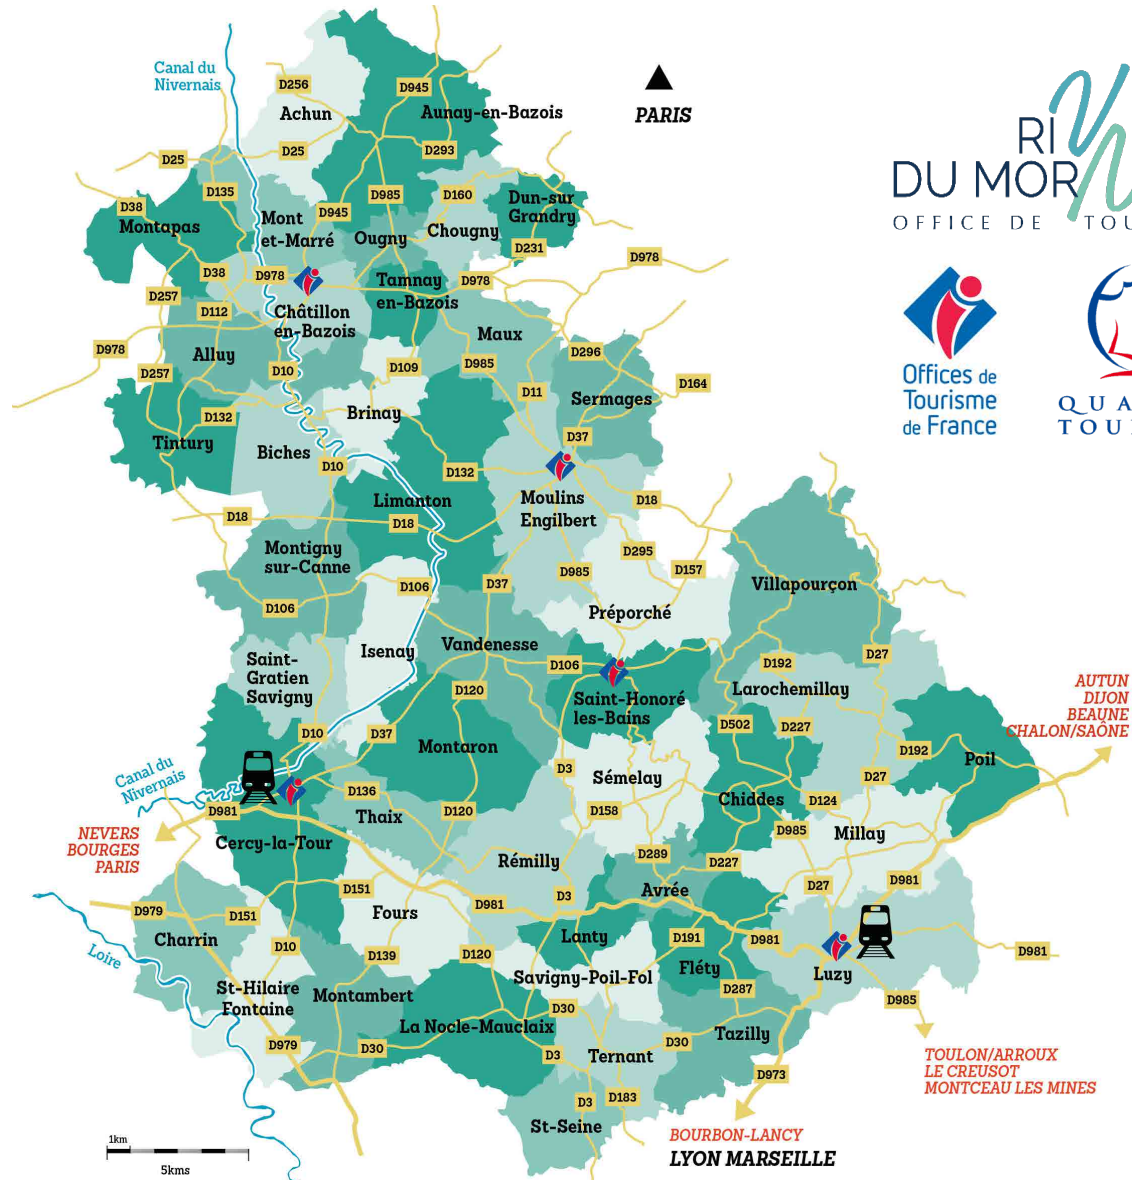 Canal du
Nivernais
D256
D945
Achun
Aunay-en-Bazois
PARIS
D25
D25
D293
RI
DU MOR
OFFICE DE TOU
D135
D985
D160
Dun-sur
Grandry
D38
Montapas
Mont
et-Marré
D945
Ougny
Chougny
D231
D978
D38
D978
Tamnay
en-Bazois
D978
D257
D112
Châtillon
en-Bazois
Maux
D978
Alluy
D10
D109
D985
D296
D257
D11
D164
Offices de
Tourisme
de France
QUA
TOU
Brinay
Sermages
D132
Tintury
Biches
D37
D10
D132
Limanton
Moulins
Engilbert
D18
D18
D18
Montigny
sur-Canne
D295
D985
D157
Villapourçon
D106
D37
D106
Préporché
Isenay
Vandenesse
D27
Saint-
Gratien
Savigny
D106
D192
Larochemillay
D120
Saint-Honoré
les-Bains
AUTUN
DIJON
BEAUNE
CHALON/SAÔNE
D10
D37
D502
D227
Montaron
D192
Poil
Canal du
Nivernais
D3
Sémelay
D27
D136
Chiddes
D124
D981
Thaix
D120
D158
D985
Millay
NEVERS
BOURGES
PARIS
Cercy-la-Tour
Rémilly
D289
D227
D151
Avrée
D27
D981
D979
D151
Fours
D981
D3
Charrin
Lanty
D191
D981
D981
D10
D139
D120
Loire
Savigny-Poil-Fol
Fléty
Luzy
St-Hilaire
Fontaine
Montambert
D287
D985
La Nocle-Mauclaix
D30
Tazilly
D979
D30
D3
Ternant
D30
D973
TOULON/ARROUX
LE CREUSOT
MONTCEAU LES MINES
D3
D183
St-Seine
BOURBON-LANCY
LYON MARSEILLE
1km
5kms